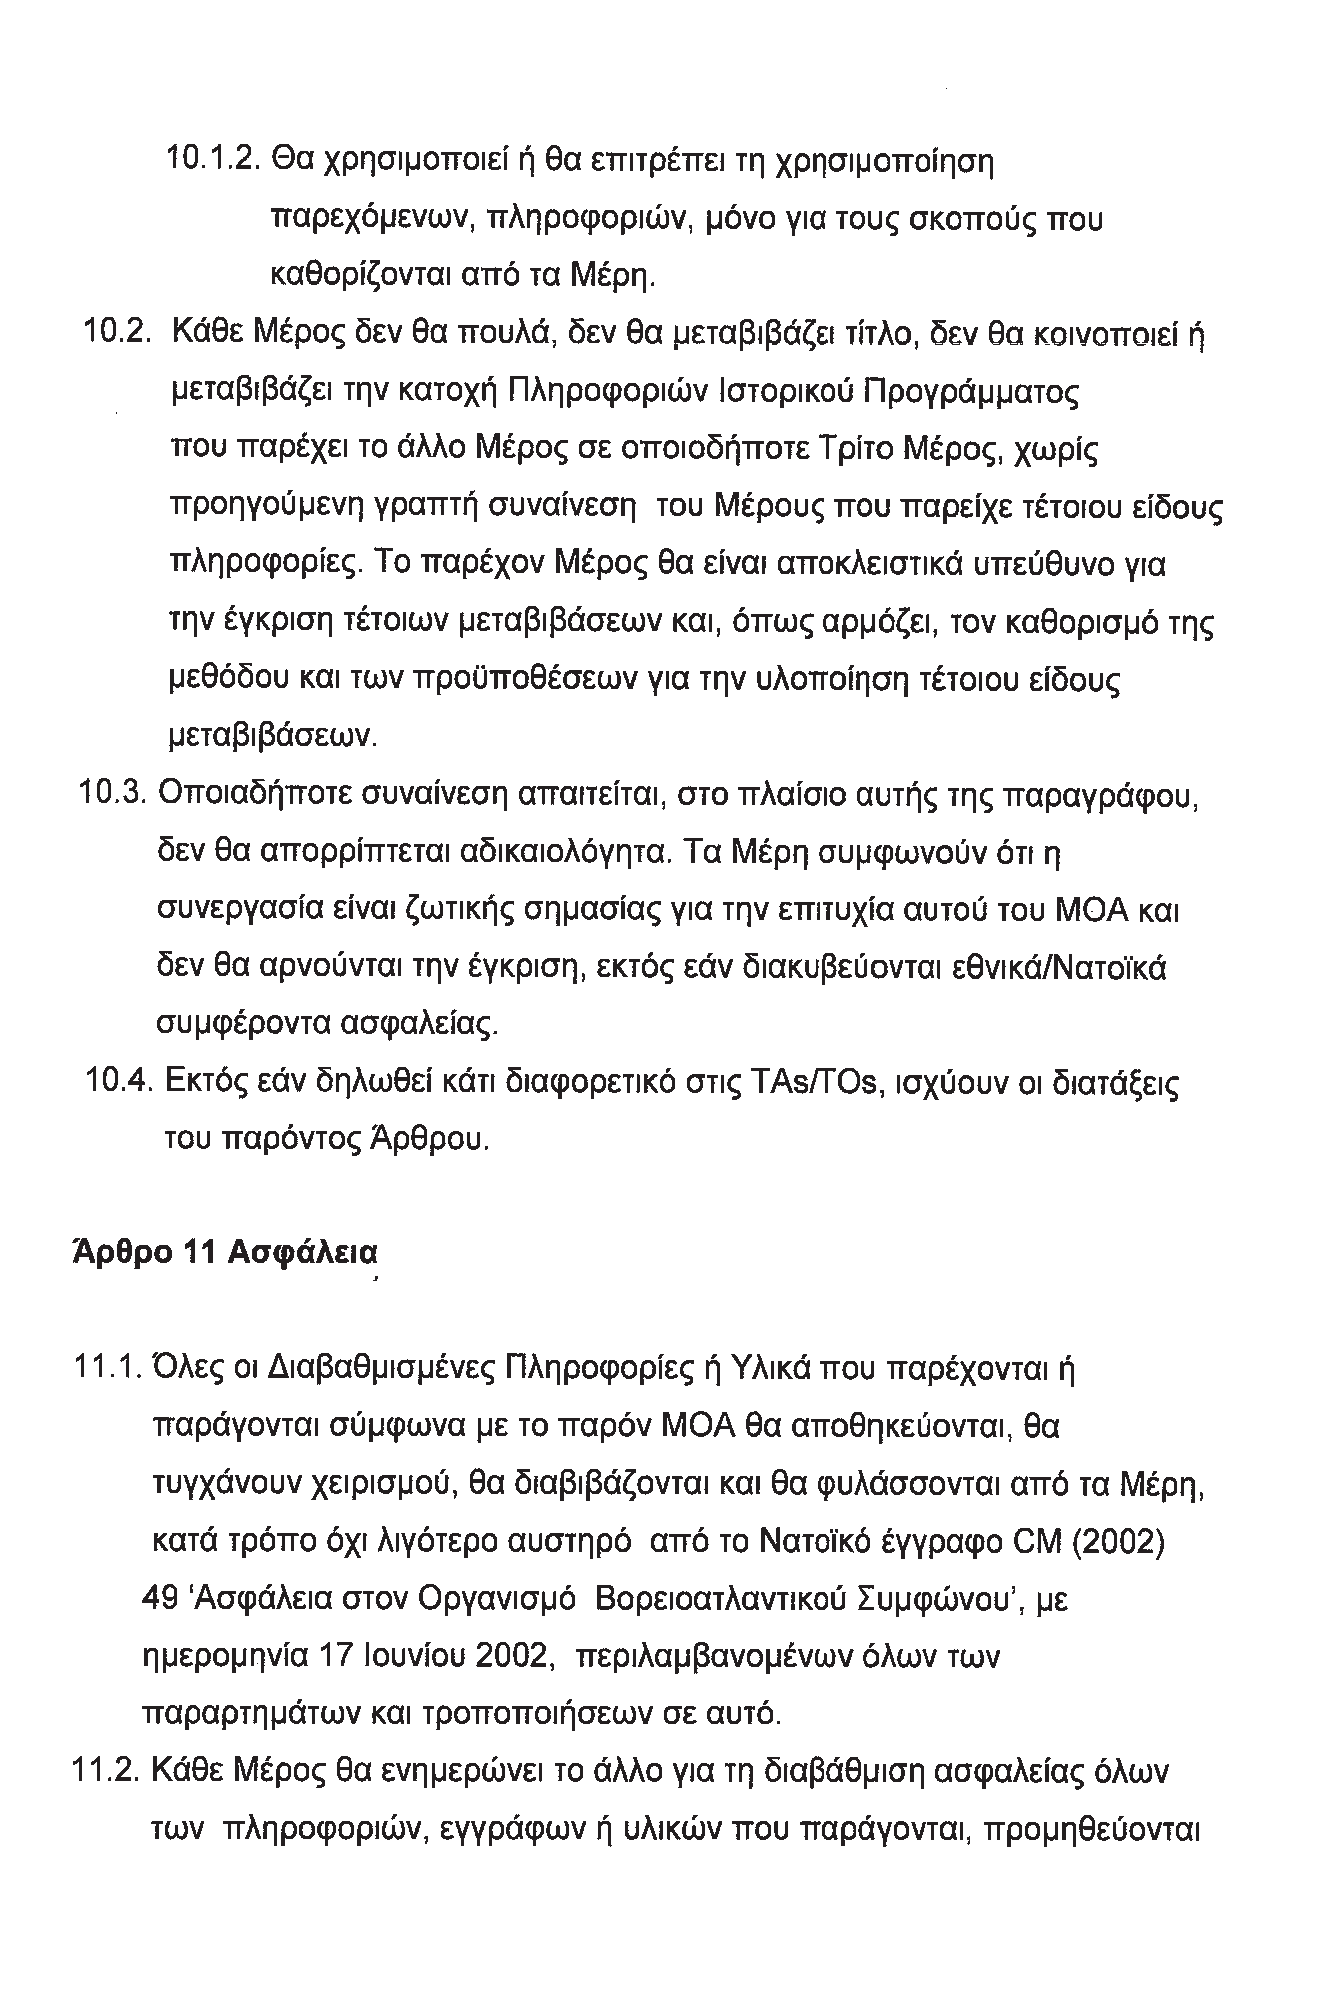 10.1.2. Θα χρησιμοποιεί ή θα επιτρέπει τη χρησιμοποίηση
παρεχόμενων, πληροφοριών, μόνο για τους σκοπούς που
καθορίζονται από τα Μέρη.
10.2. Κάθε Μέρος δεν θα πουλά, δεν θα μεταβιβάζει τίτλο, δεν θα κοινοποιεί ή
μεταβιβάζει την κατοχή Πληροφοριών Ιστορικού Προγράμματος
που παρέχει το άλλο Μέρος σε οποιοδήποτε Τρίτο Μέρος, χωρίς
προηγούμενη γραπτή συναίνεση του Μέρους που παρείχε τέτοιου είδους
πληροφορίες. Το παρέχον Μέρος θα είναι αποκλειστικά υπεύθυνο για
την έγκριση τέτοιων μεταβιβάσεων και, όπως αρμόζει, τον καθορισμό της
μεθόδου και των προϋποθέσεων για την υλοποίηση τέτοιου είδους
μεταβιβάσεων.
10.3. Οποιαδήποτε συναίνεση απαιτείται, στο πλαίσιο αυτής της παραγράφου,
δεν θα απορρίπτεται αδικαιολόγητα. Τα Μέρη συμφωνούν ότι η
συνεργασία είναι ζωτικής σημασίας για την επιτυχία αυτού του ΜΟΑ και
δεν θα αρνούνται την έγκριση, εκτός εάν διακυβεύονται εθνικά/Νατοϊκά
συμφέροντα ασφαλείας.
10.4. Εκτός εάν δηλωθεί κάτι διαφορετικό στις TAs/TOs, ισχύουν οι διατάξεις
του παρόντος Άρθρου.
Άρθρο 11 Ασφάλεια
11.1. Όλες οι Διαβαθμισμένες Πληροφορίες ή Υλικά που παρέχονται ή
παράγονται σύμφωνα με το παρόν ΜΟΑ θα αποθηκεύονται, θα
τυγχάνουν χειρισμού, θα διαβιβάζονται και θα φυλάσσονται από τα Μέρη,
κατά τρόπο όχι λιγότερο αυστηρό από το Νατοϊκό έγγραφο CM (2002)
49 ‘Ασφάλεια στον Οργανισμό Βορειοατλαντικού Συμφώνου’, με
ημερομηνία 17 Ιουνίου 2002, περιλαμβανομένων όλων των
παραρτημάτων και τροποποιήσεων σε αυτό.
11.2. Κάθε Μέρος θα ενημερώνει το άλλο για τη διαβάθμιση ασφαλείας όλων
των πληροφοριών, εγγράφων ή υλικών που παράγονται, προμηθεύονται